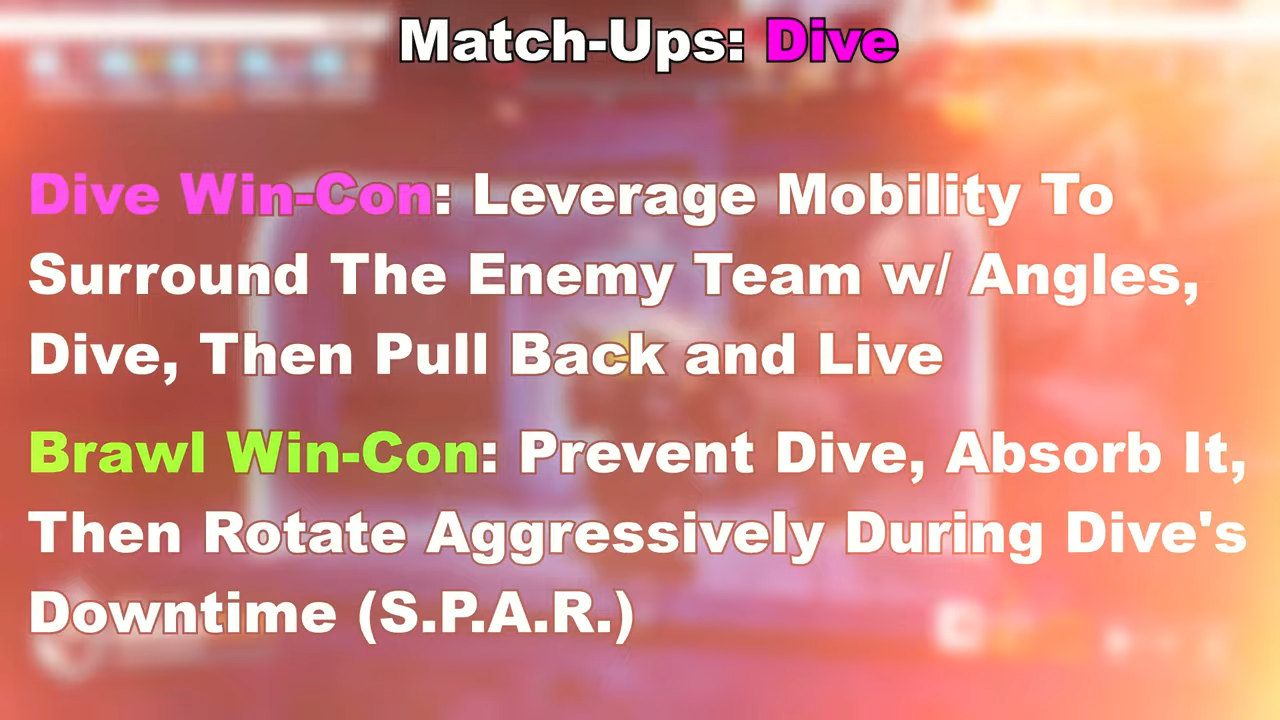 Match-Ups: Dive
Dive Win-Con: Leverage Mobility To
Surround The Enemy Team w/ Angles,
Dive, Then Pull Back and Live
Brawl Win-Con: Prevent Dive, Absorb It,
Then Rotate Aggressively During Dive's
Downtime (S.P.A.R.)